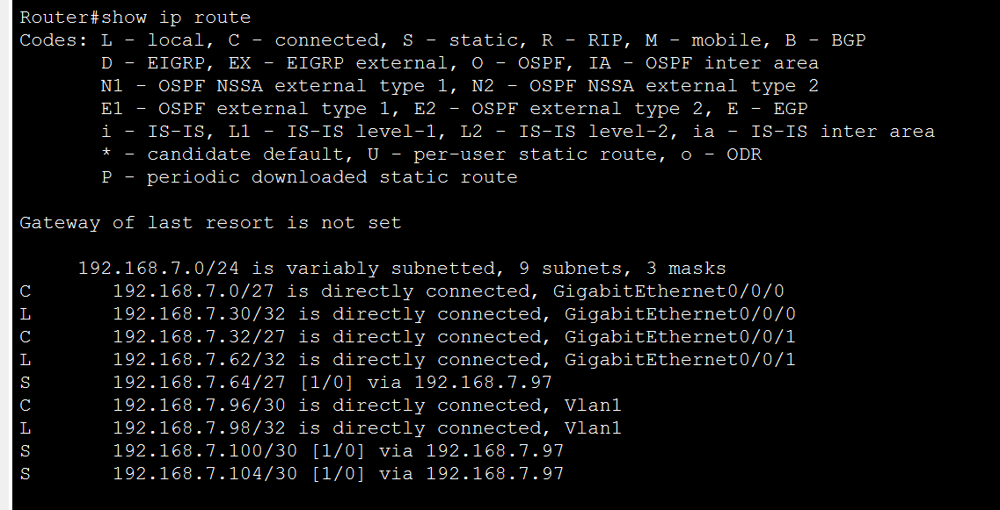 Router#show ip route
Codes: L - local, C - connected, S - static, R - RIP, M - mobile, B - BGP
       D - EIGRP, EX - EIGRP external, O - OSPF, IA - OSPF inter area
       N1 - OSPF NSSA external type 1, N2 - OSPF NSSA external type 2
       E1 - OSPF external type 1, E2 - OSPF external type 2, E - EGP
       i - IS-IS, L1 - IS-IS level-1, L2 - IS-IS level-2, ia - IS-IS inter area
       * - candidate default, U - per-user static route, o - ODR
       P - periodic downloaded static route

Gateway of last resort is not set

     192.168.7.0/24 is variably subnetted, 9 subnets, 3 masks
C       192.168.7.0/27 is directly connected, GigabitEthernet0/0/0
L       192.168.7.30/32 is directly connected, GigabitEthernet0/0/0
C       192.168.7.32/27 is directly connected, GigabitEthernet0/0/1
L       192.168.7.62/32 is directly connected, GigabitEthernet0/0/1
S       192.168.7.64/27 [1/0] via 192.168.7.97
C       192.168.7.96/30 is directly connected, Vlan1
L       192.168.7.98/32 is directly connected, Vlan1
S       192.168.7.100/30 [1/0] via 192.168.7.97
S       192.168.7.104/30 [1/0] via 192.168.7.97